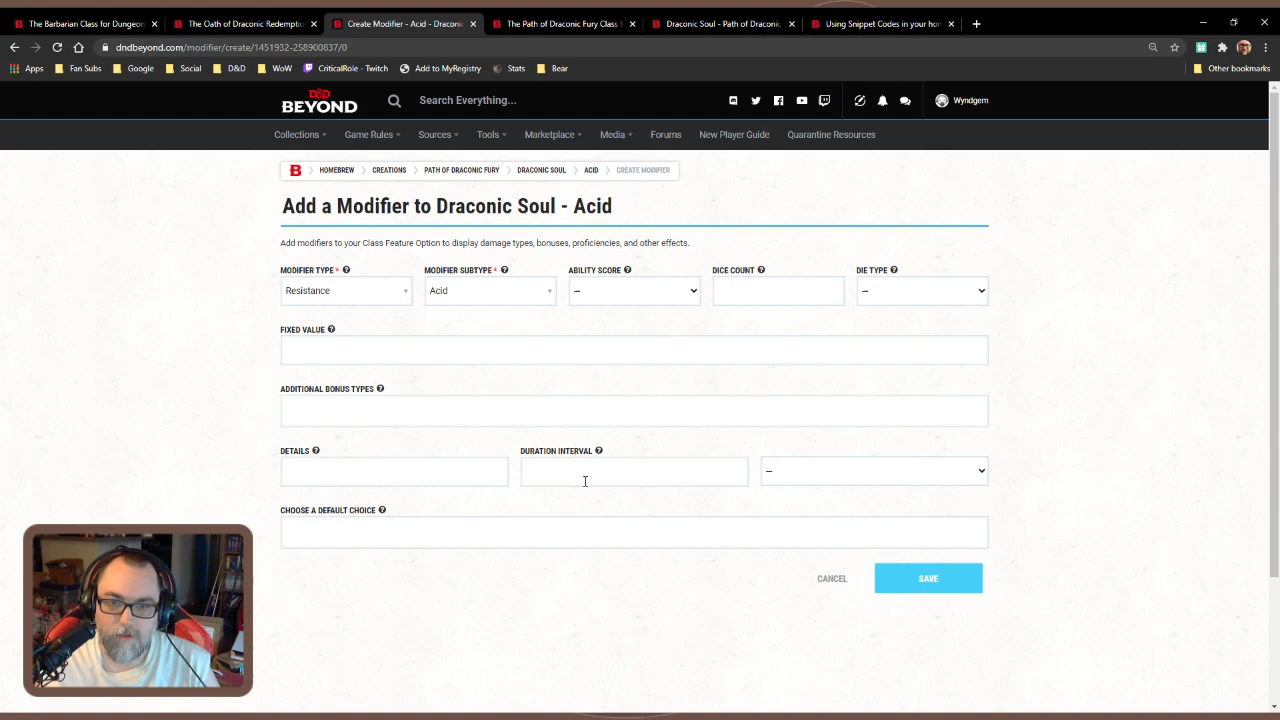 The Barbarian Class for Dungeon
The Oath of Draconic Redemption
Create Modifier - Acid - Draconic
The Path of Draconic Fury Class
Draconic Soul - Path of Draconic
Using Snippet Codes in your hom
dndbeyond.com/modifier/create/1451932-258900837/0
Apps
Fan Subs
Google
Social
D&D
WoW
CriticalRole - Twitch
Add to MyRegistry
Stats
Bear
Other bookmarks
D&D
BEYOND
Search Everything...
Wyndgem
Collections
Game Rules
Sources
Tools
Marketplace
Media
Forums
New Player Guide
Quarantine Resources
B
HOMEBREW
CREATIONS
PATH OF DRACONIC FURY
DRACONIC SOUL
ACID
CREATE MODIFIER
Add a Modifier to Draconic Soul - Acid
Add modifiers to your Class Feature Option to display damage types, bonuses, proficiencies, and other effects.
MODIFIER TYPE *
MODIFIER SUBTYPE *
ABILITY SCORE
DICE COUNT
DIE TYPE
Resistance
Acid
--
--
FIXED VALUE
ADDITIONAL BONUS TYPES
DETAILS
DURATION INTERVAL
--
CHOOSE A DEFAULT CHOICE
CANCEL
SAVE